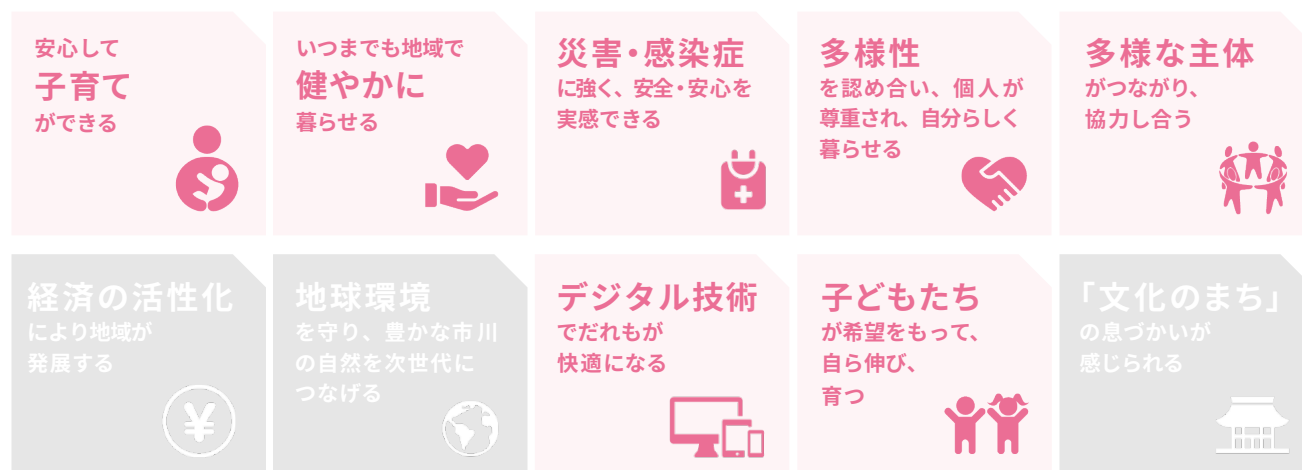 安心して
子育て
ができる
いつまでも地域で
健やかに
暮らせる
災害・感染症
に強く、安全・安心を
実感できる
多様性
を認め合い、個人が
尊重され、自分らしく
暮らせる
多様な主体
がつながり、
協力し合う
経済の活性化
により地域が
発展する
地球環境
を守り、豊かな市川
の自然を次世代に
つなげる
デジタル技術
でだれもが
快適になる
子どもたち
が希望をもって、
自ら伸び、
育つ
「文化のまち」
の息づかいが
感じられる